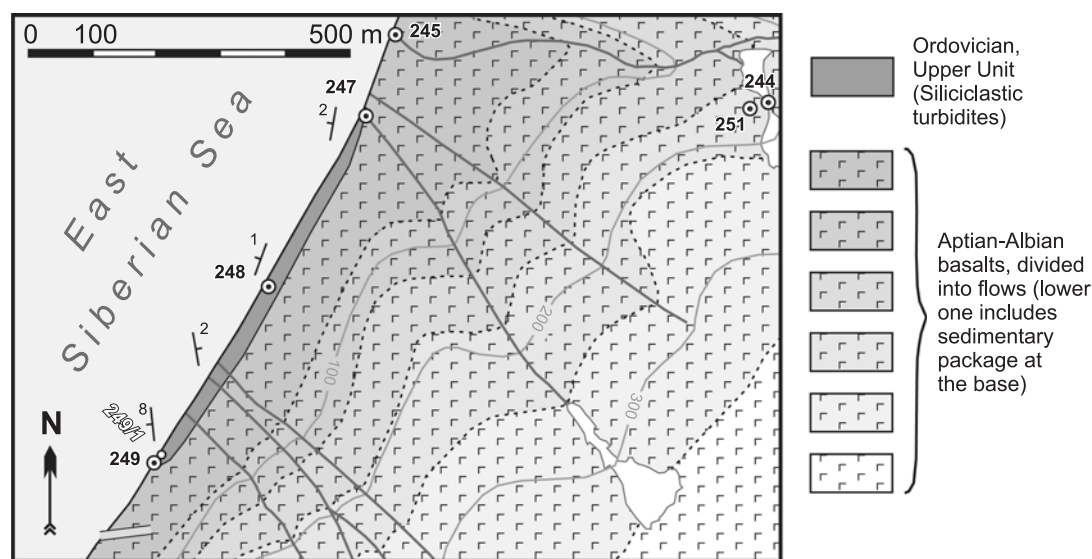 0 100 500 m
245
247
2
244
251
East
Siberian Sea
1
248
2
100
200
300
249/1
8
249
N
Ordovician,
Upper Unit
(Siliciclastic
turbidites)
Aptian-Albian
basalts, divided
into flows (lower
one includes
sedimentary
package at
the base)